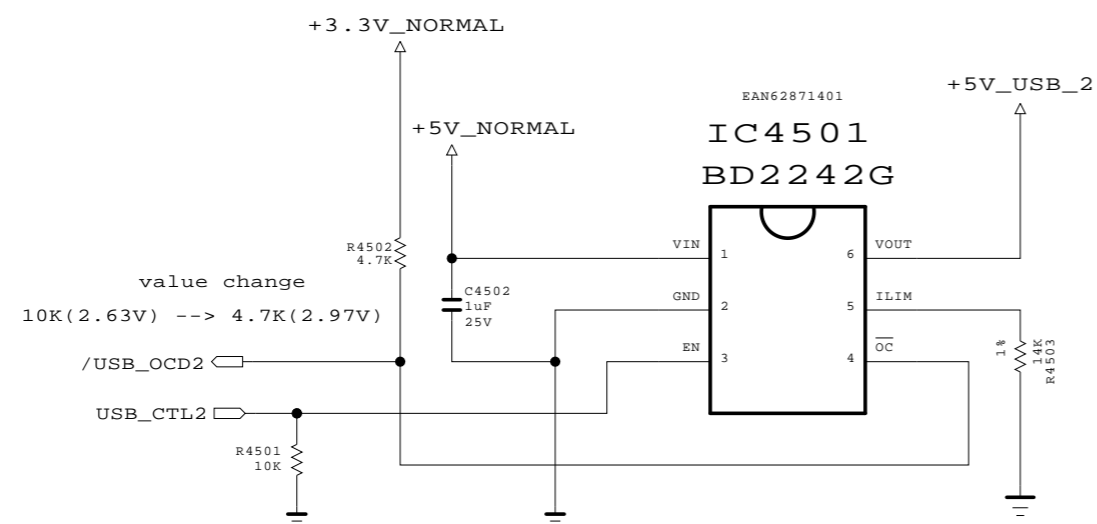 +3.3V_NORMAL
+5V_NORMAL
+5V_USB_2
EAN62871401
IC4501
BD2242G
R4502
4.7K
VIN
1
6
VOUT
value change
10K(2.63V) --> 4.7K(2.97V)
C4502
1uF
25V
GND
2
5
ILIM
/USB_OCD2
EN
3
4
OC
1%
14K
R4503
USB_CTL2
R4501
10K